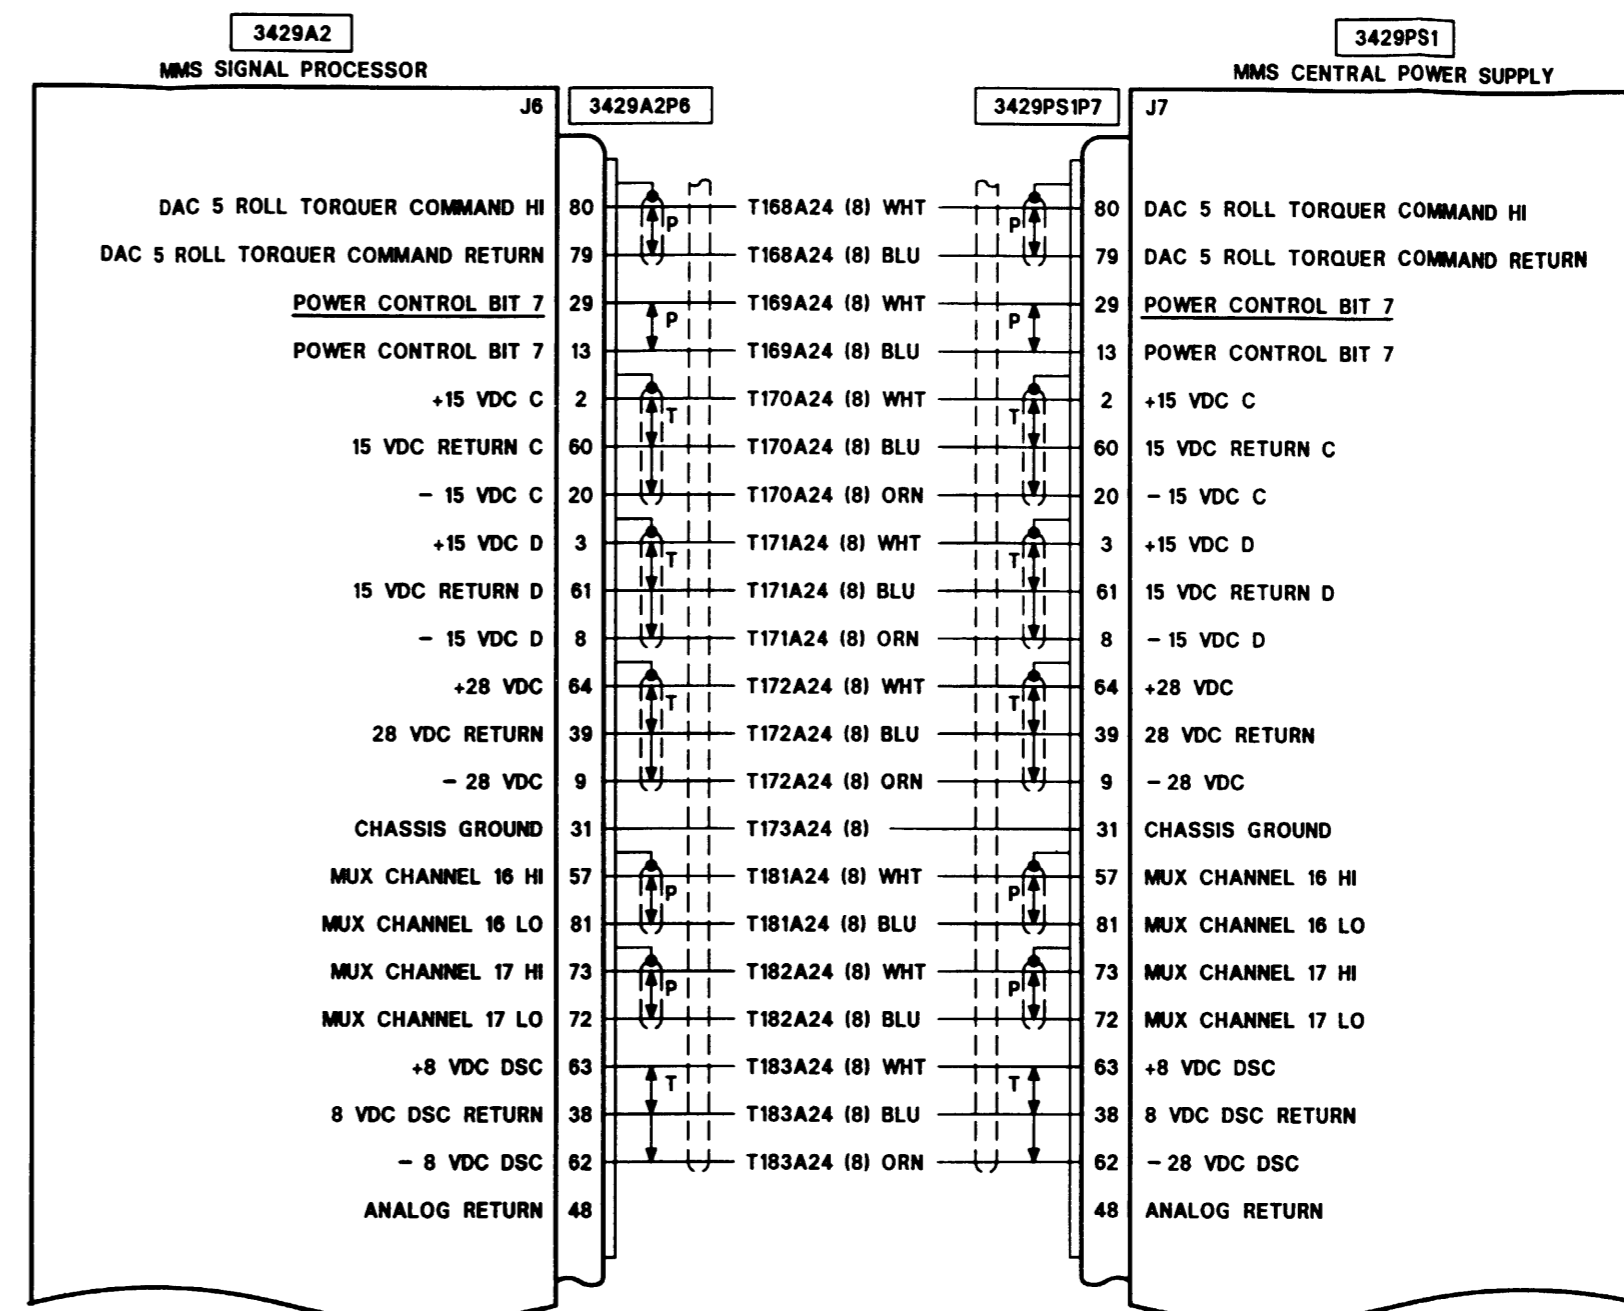 3429A2
MMS SIGNAL PROCESSOR
3429PS1
MMS CENTRAL POWER SUPPLY
J6 3429A2P6 3429PS1P7 J7
DAC 5 ROLL TORQUER COMMAND HI 80 P T168A24 (8) WHT P 80 DAC 5 ROLL TORQUER COMMAND HI
DAC 5 ROLL TORQUER COMMAND RETURN 79 T168A24 (8) BLU 79 DAC 5 ROLL TORQUER COMMAND RETURN
POWER CONTROL BIT 7 29 P T169A24 (8) WHT P 29 POWER CONTROL BIT 7
POWER CONTROL BIT 7 13 T169A24 (8) BLU 13 POWER CONTROL BIT 7
+15 VDC C 2 T T170A24 (8) WHT T 2 +15 VDC C
15 VDC RETURN C 60 T170A24 (8) BLU 60 15 VDC RETURN C
- 15 VDC C 20 T170A24 (8) ORN 20 - 15 VDC C
+15 VDC D 3 T T171A24 (8) WHT T 3 +15 VDC D
15 VDC RETURN D 61 T171A24 (8) BLU 61 15 VDC RETURN D
- 15 VDC D 8 T171A24 (8) ORN 8 - 15 VDC D
+28 VDC 64 T T172A24 (8) WHT T 64 +28 VDC
28 VDC RETURN 39 T172A24 (8) BLU 39 28 VDC RETURN
- 28 VDC 9 T172A24 (8) ORN 9 - 28 VDC
CHASSIS GROUND 31 T173A24 (8) 31 CHASSIS GROUND
MUX CHANNEL 16 HI 57 P T181A24 (8) WHT P 57 MUX CHANNEL 16 HI
MUX CHANNEL 16 LO 81 T181A24 (8) BLU 81 MUX CHANNEL 16 LO
MUX CHANNEL 17 HI 73 P T182A24 (8) WHT P 73 MUX CHANNEL 17 HI
MUX CHANNEL 17 LO 72 T182A24 (8) BLU 72 MUX CHANNEL 17 LO
+8 VDC DSC 63 T T183A24 (8) WHT T 63 +8 VDC DSC
8 VDC DSC RETURN 38 T183A24 (8) BLU 38 8 VDC DSC RETURN
- 8 VDC DSC 62 T183A24 (8) ORN 62 - 28 VDC DSC
ANALOG RETURN 48 48 ANALOG RETURN